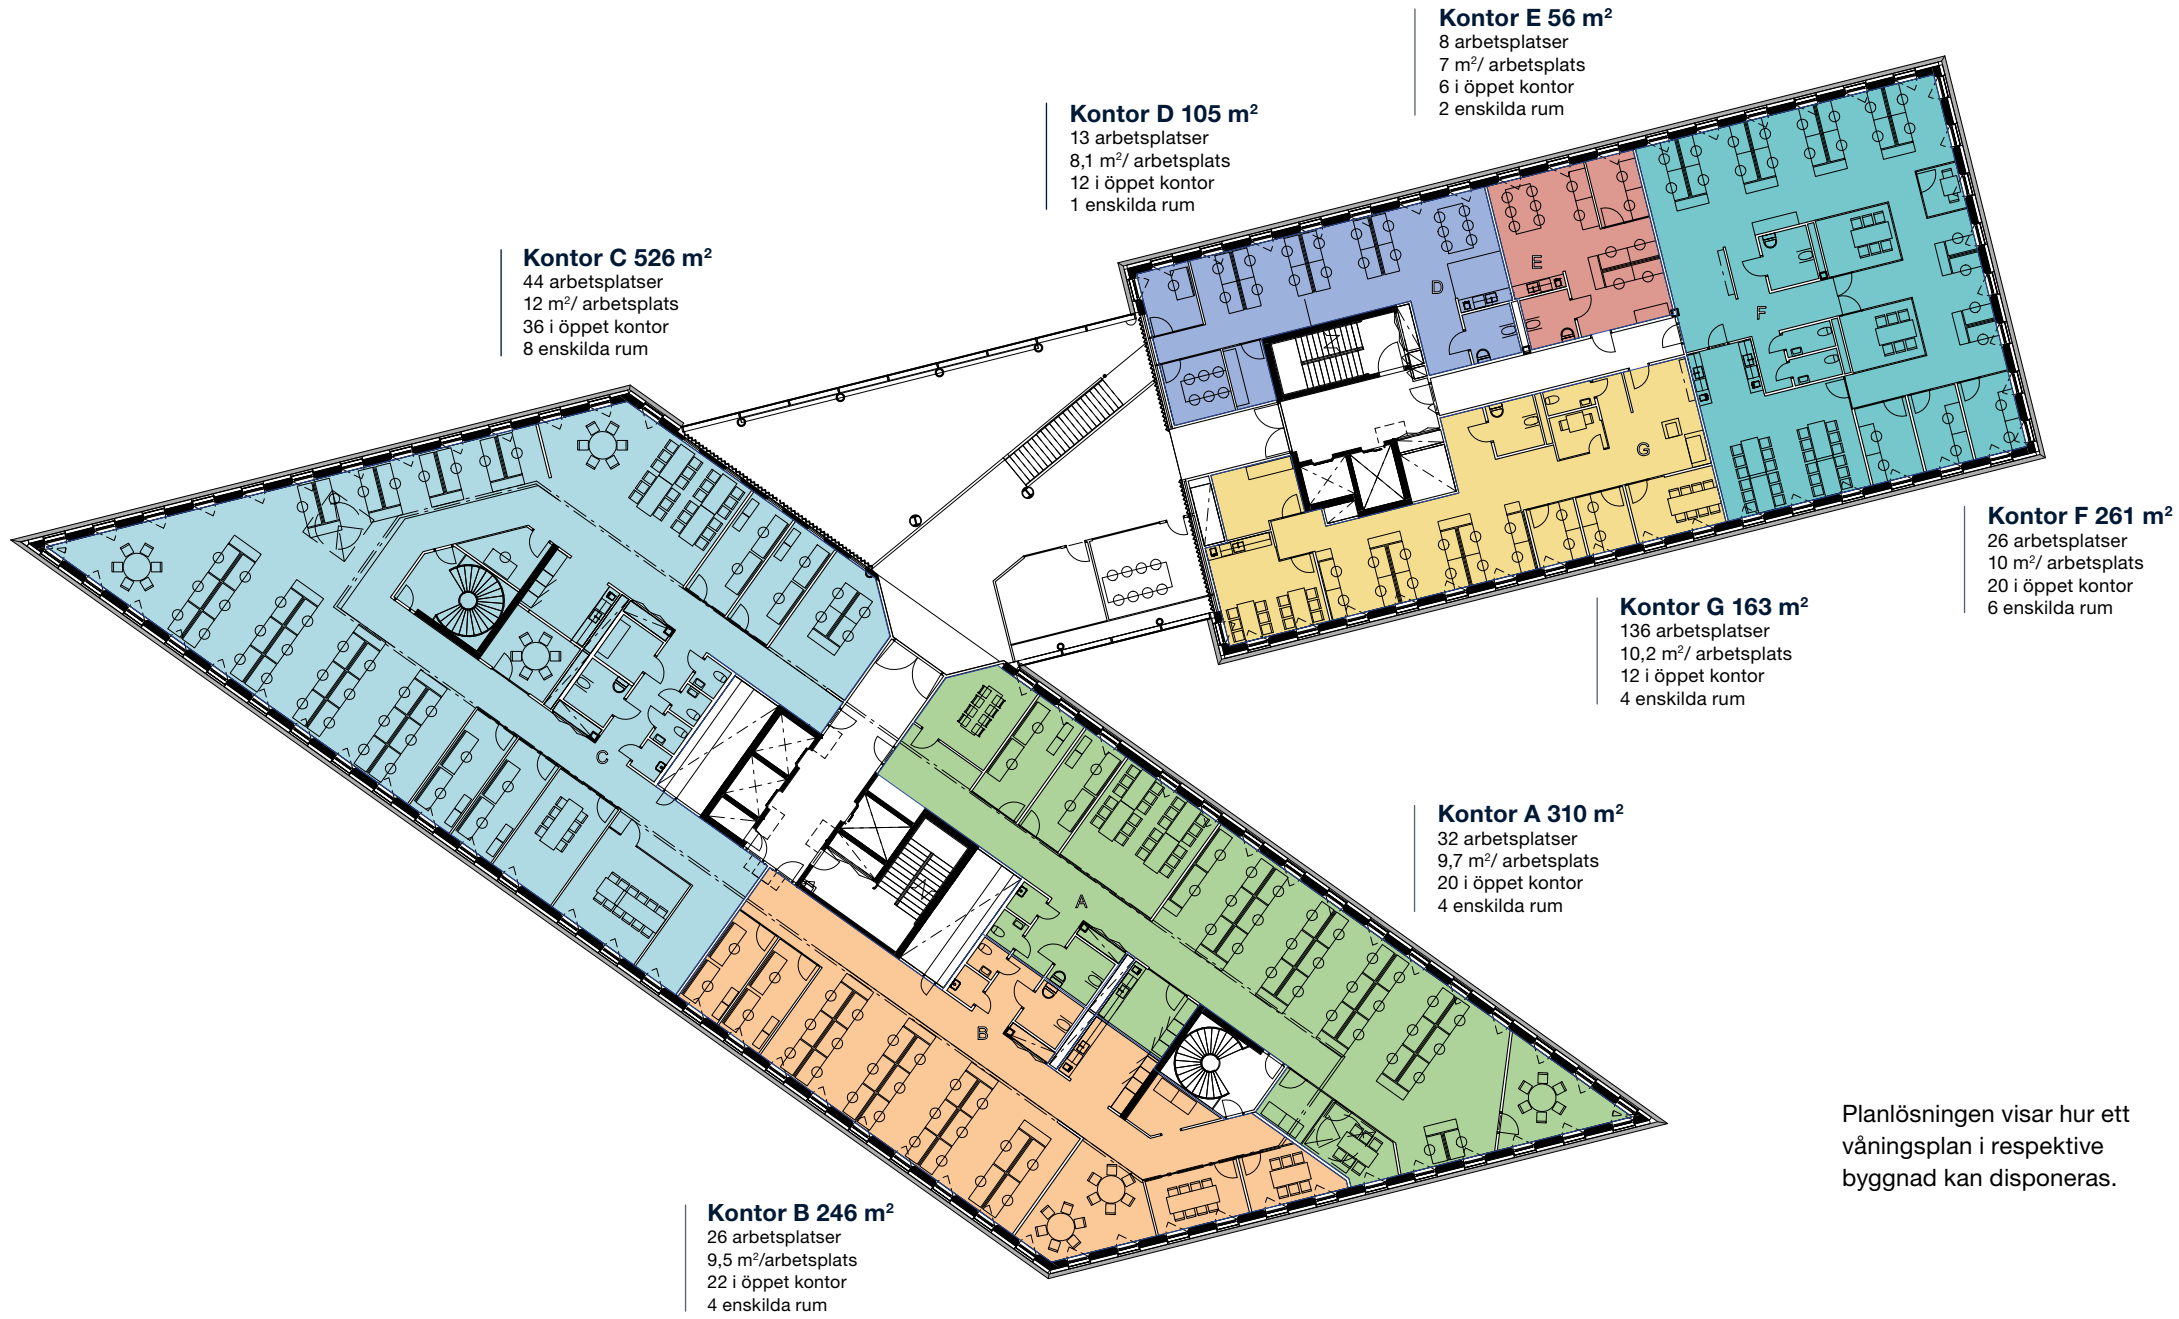 Kontor E 56 m²
8 arbetsplatser
7 m²/ arbetsplats
6 i öppet kontor
2 enskilda rum
Kontor D 105 m²
13 arbetsplatser
8,1 m²/ arbetsplats
12 i öppet kontor
1 enskilda rum
Kontor C 526 m²
44 arbetsplatser
12 m²/ arbetsplats
36 i öppet kontor
8 enskilda rum
E
D
F
G
Kontor F 261 m²
26 arbetsplatser
10 m²/ arbetsplats
20 i öppet kontor
6 enskilda rum
Kontor G 163 m²
136 arbetsplatser
10,2 m²/ arbetsplats
12 i öppet kontor
4 enskilda rum
C
Kontor A 310 m²
32 arbetsplatser
9,7 m²/ arbetsplats
20 i öppet kontor
4 enskilda rum
A
B
Planlösningen visar hur ett
våningsplan i respektive
byggnad kan disponeras.
Kontor B 246 m²
26 arbetsplatser
9,5 m²/arbetsplats
22 i öppet kontor
4 enskilda rum